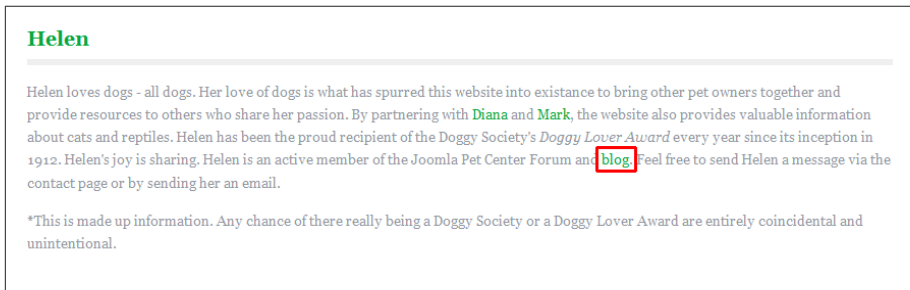 Helen
Helen loves dogs - all dogs. Her love of dogs is what has spurred this website into existance to bring other pet owners together and
provide resources to others who share her passion. By partnering with Diana and Mark, the website also provides valuable information
about cats and reptiles. Helen has been the proud recipient of the Doggy Society's Doggy Lover Award every year since its inception in
1912. Helen's joy is sharing. Helen is an active member of the Joomla Pet Center Forum and blog. Feel free to send Helen a message via the
contact page or by sending her an email.
*This is made up information. Any chance of there really being a Doggy Society or a Doggy Lover Award are entirely coincidental and
unintentional.